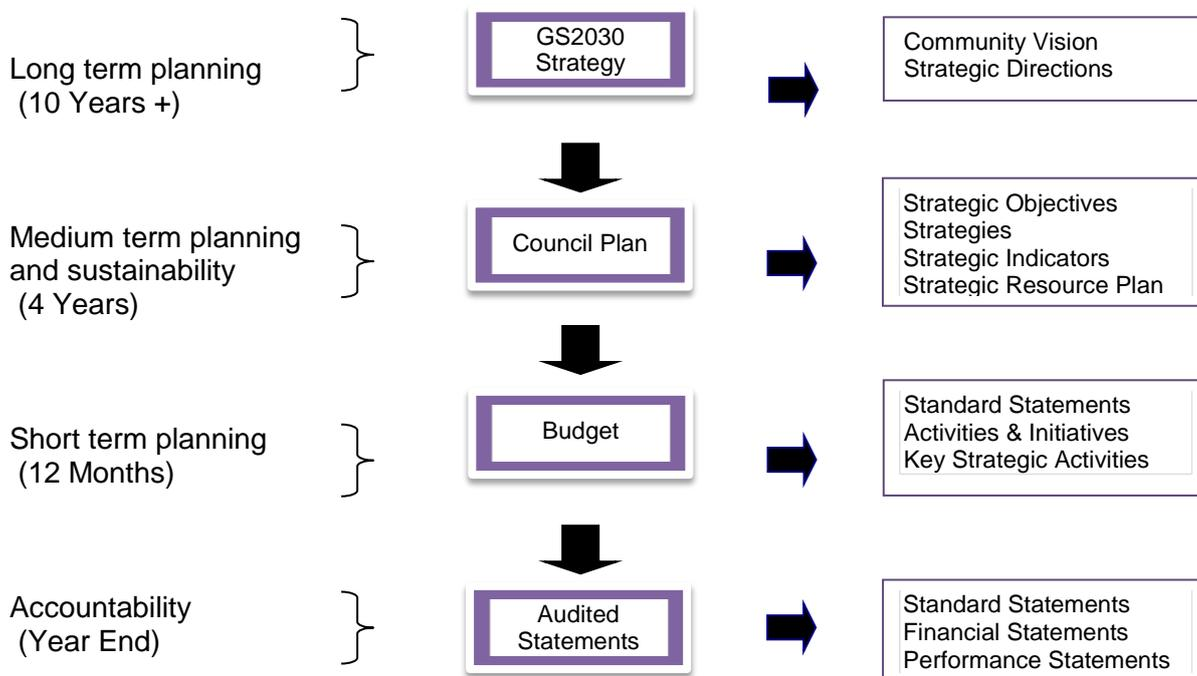 Long term planning
(10 Years +)
GS2030
Strategy
Community Vision
Strategic Directions
Medium term planning
and sustainability
(4 Years)
Council Plan
Strategic Objectives
Strategies
Strategic Indicators
Strategic Resource Plan
Short term planning
(12 Months)
Budget
Standard Statements
Activities & Initiatives
Key Strategic Activities
Accountability
(Year End)
Audited
Statements
Standard Statements
Financial Statements
Performance Statements